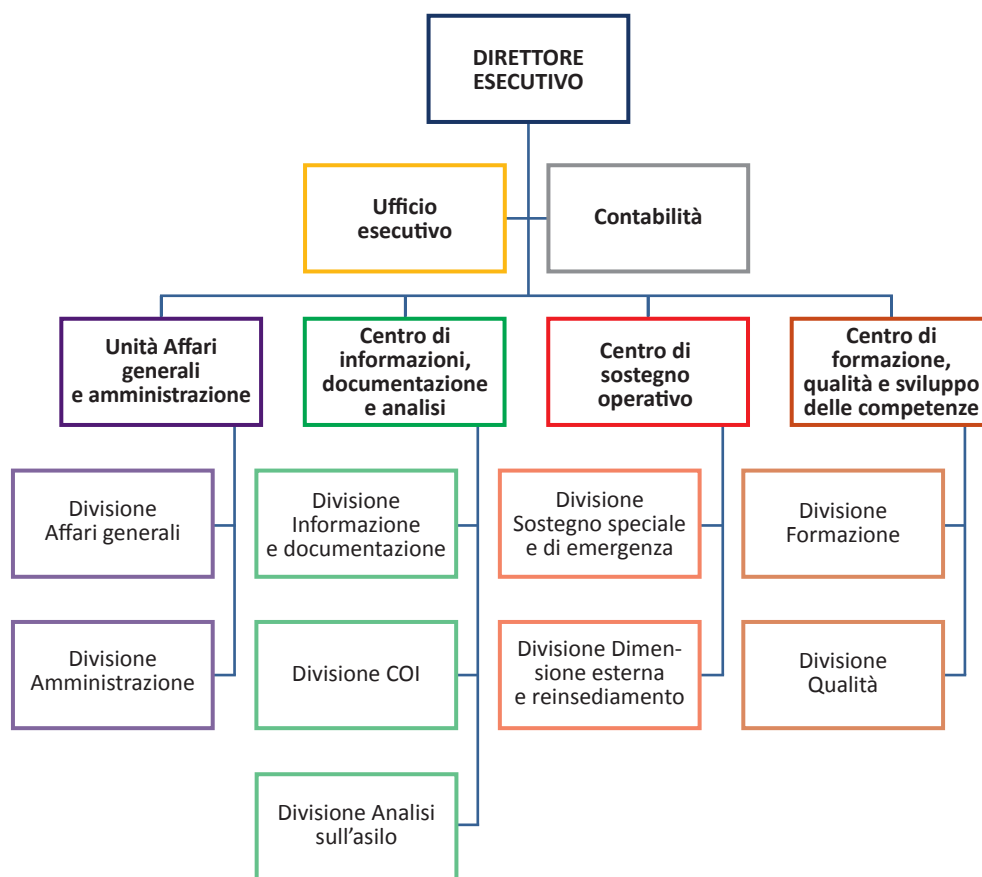 DIRETTORE
ESECUTIVO
Ufficio
esecutivo
Contabilità
Unità Affari
generali
e amministrazione
Centro di
informazioni,
documentazione
e analisi
Centro di
sostegno
operativo
Centro di
formazione,
qualità e sviluppo
delle competenze
Divisione
Affari generali
Divisione
Informazione
e documentazione
Divisione
Sostegno speciale
e di emergenza
Divisione
Formazione
Divisione
Amministrazione
Divisione COI
Divisione Dimen-
sione esterna
e reinsediamento
Divisione
Qualità
Divisione Analisi
sull’asilo